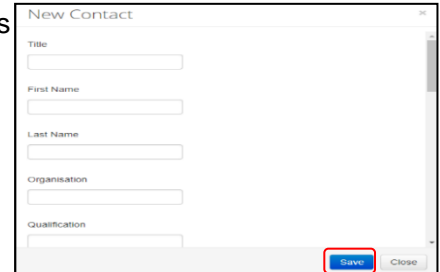 New Contact ×
s
Title
First Name
Last Name
Organisation
Qualification
Save Close